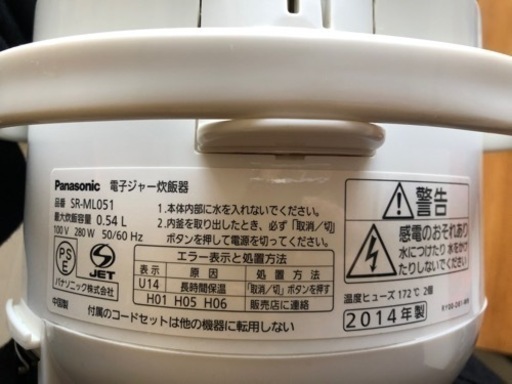 Panasonic 電子ジャー炊飯器
品番 SR-ML051
最大炊飯容量 0.54 L
100 V 280 W 50/60 Hz
PSE
JET
パナソニック株式会社
中国製
1.本体内部に水を入れないでください。
2.内釜を取り出したとき、必ず「取消/切」
ボタンを押して電源を切ってください。
エラー表示と処置方法
表示 原因 処置方法
U14 長時間保温 「取消/切」ボタンを押す
H01 H05 H06 販売店に連絡
付属のコードセットは他の機器に転用しない
警告
感電のおそれあり
水につけたり 水をかけ
たりしないでください
温度ヒューズ 172℃ 2個
2014年製